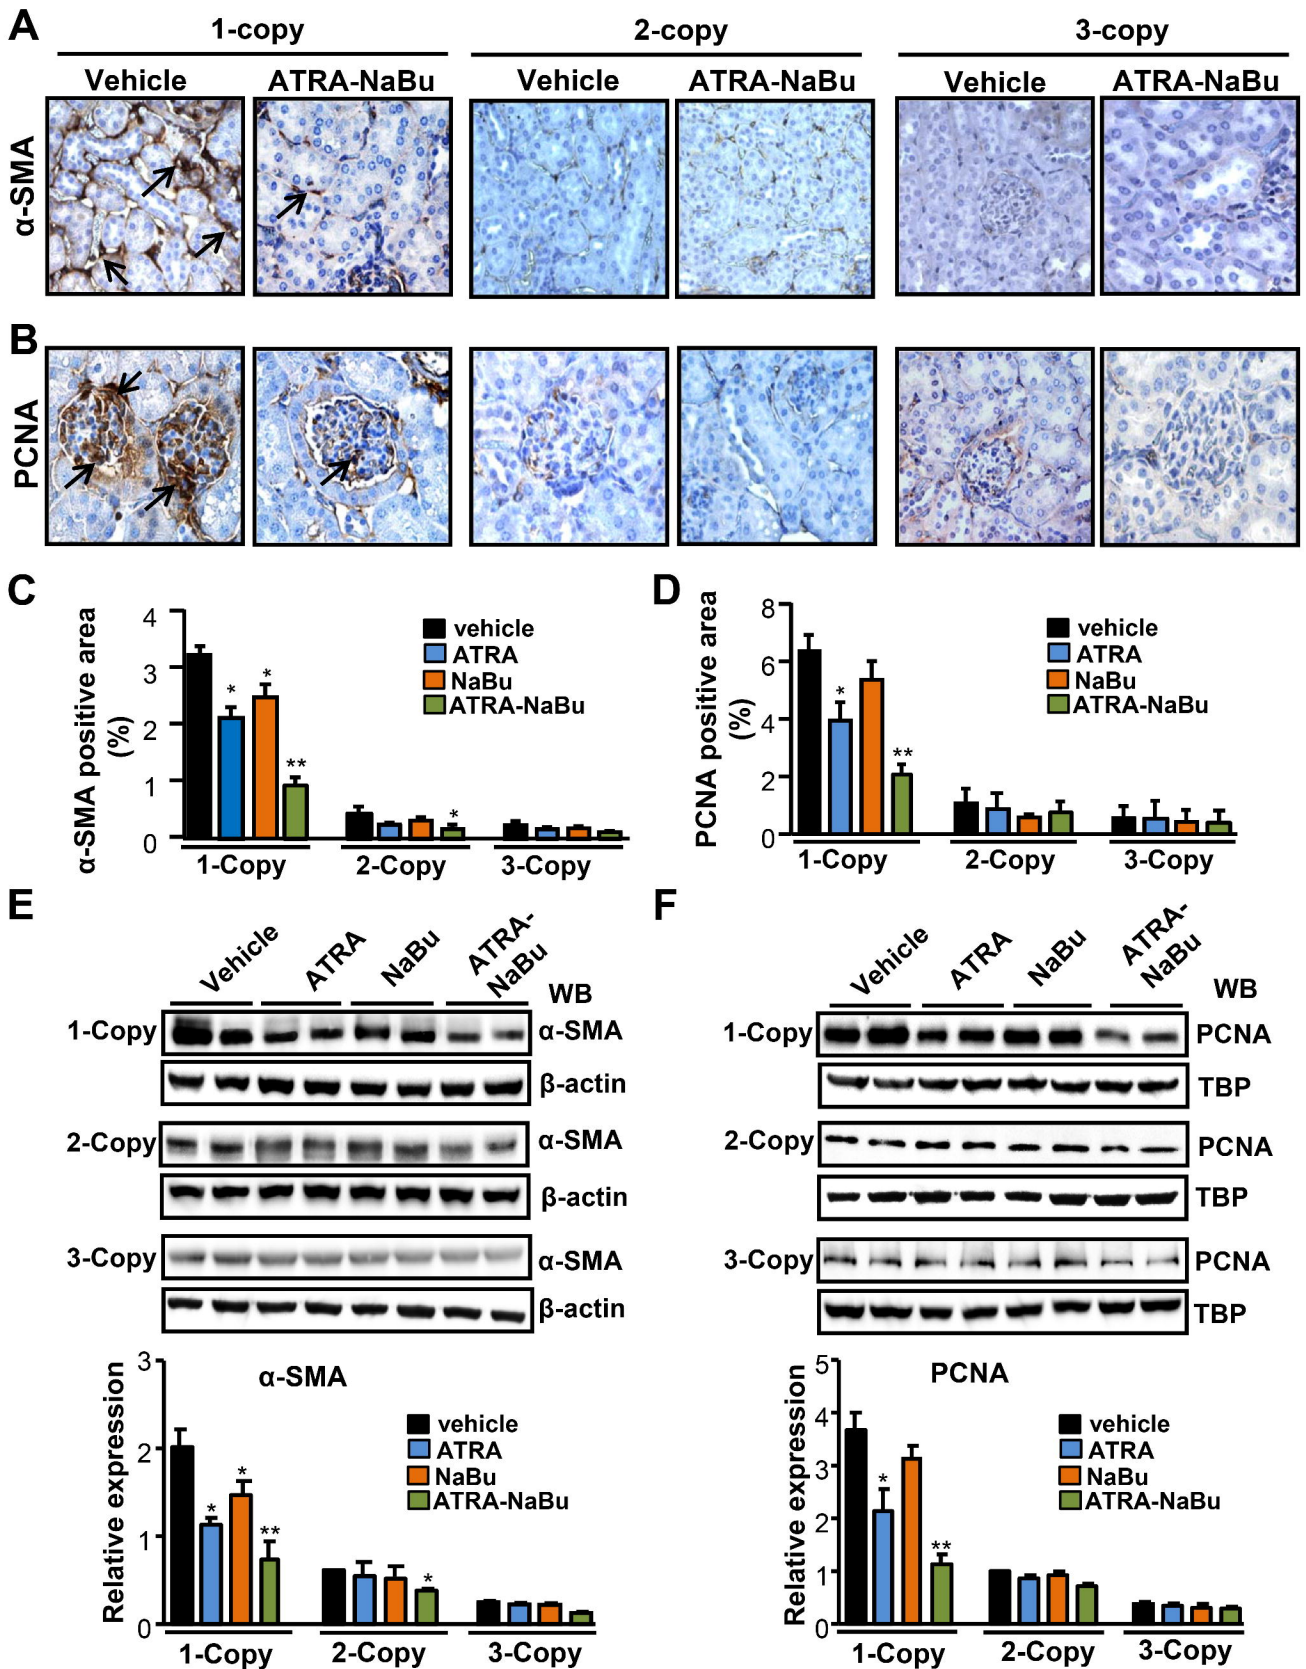 A
1-copy
2-copy
3-copy
Vehicle
ATRA-NaBu
Vehicle
ATRA-NaBu
Vehicle
ATRA-NaBu
α-SMA
B
PCNA
C
α-SMA positive area
(%)
4
3
2
1
0
vehicle
ATRA
NaBu
ATRA-NaBu
*
*
**
*
1-Copy
2-Copy
3-Copy
D
PCNA positive area
(%)
8
6
4
2
0
vehicle
ATRA
NaBu
ATRA-NaBu
*
**
1-Copy
2-Copy
3-Copy
E
Vehicle
ATRA
NaBu
ATRA-
NaBu
WB
1-Copy
α-SMA
β-actin
2-Copy
α-SMA
β-actin
3-Copy
α-SMA
β-actin
Relative expression
3
2
1
0
α-SMA
vehicle
ATRA
NaBu
ATRA-NaBu
*
*
**
*
1-Copy
2-Copy
3-Copy
F
Vehicle
ATRA
NaBu
ATRA-
NaBu
WB
1-Copy
PCNA
TBP
2-Copy
PCNA
TBP
3-Copy
PCNA
TBP
Relative expression
5
4
3
2
1
0
PCNA
vehicle
ATRA
NaBu
ATRA-NaBu
*
**
1-Copy
2-Copy
3-Copy